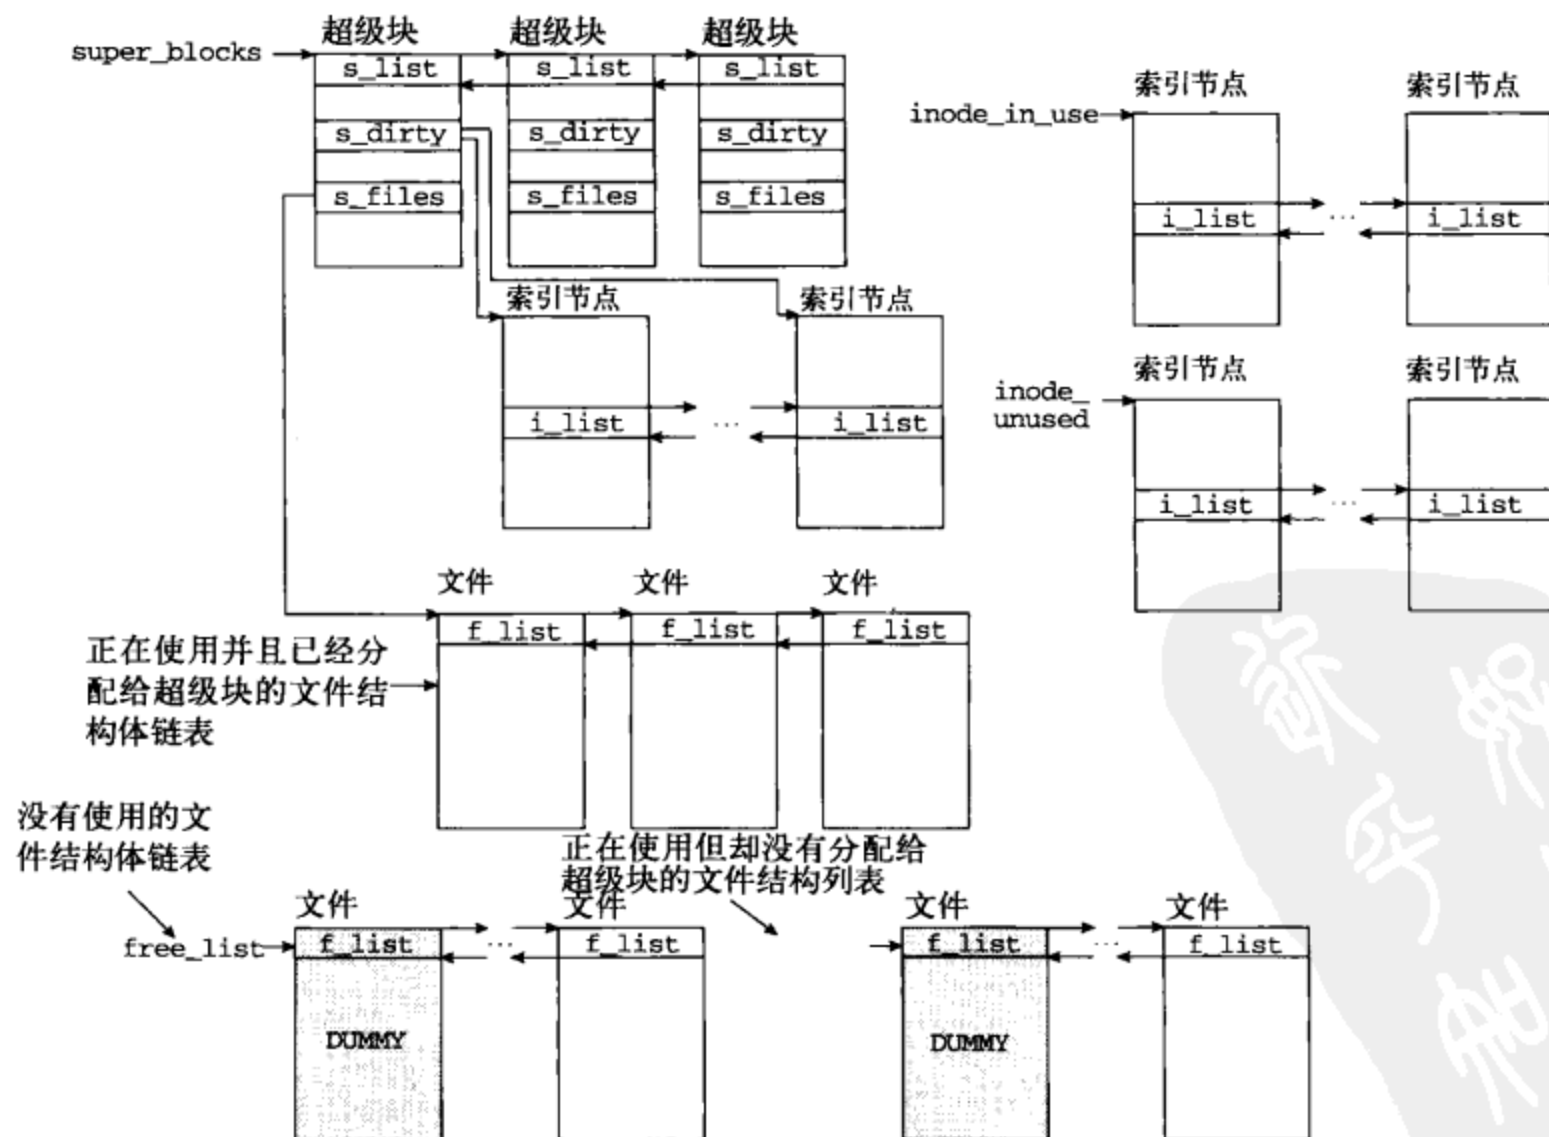 超级块 超级块 超级块
super_blocks
s_list s_list s_list
s_dirty s_dirty s_dirty
s_files s_files s_files
索引节点 索引节点
inode_in_use
i_list i_list
索引节点 索引节点
i_list i_list
索引节点 索引节点
inode_
unused
i_list i_list
文件 文件 文件
f_list f_list f_list
正在使用并且已经分
配给超级块的文件结
构体链表
没有使用的文
件结构体链表
正在使用但却没有分配给
超级块的文件结构列表
文件 文件 文件 文件
free_list
f_list f_list f_list f_list
DUMMY DUMMY